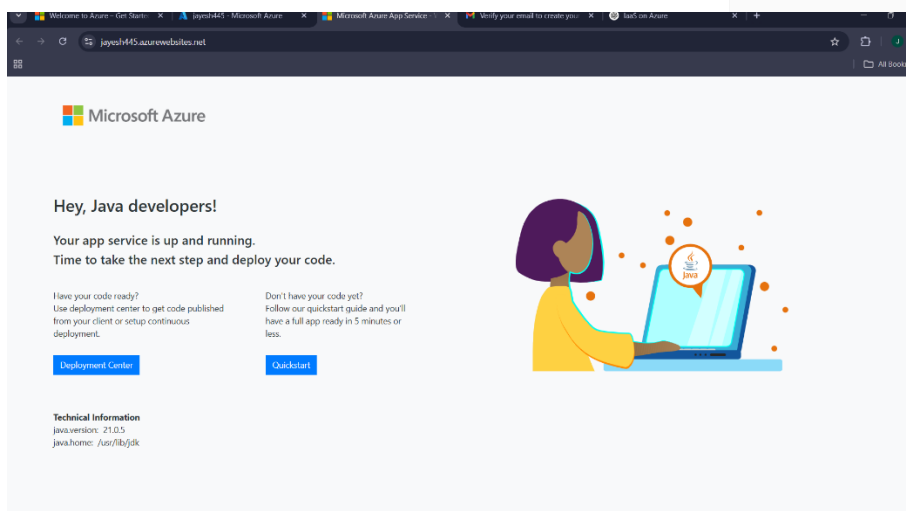 Welcome to Azure - Get Starte
jayesh445 - Microsoft Azure
Microsoft Azure App Service -
Verify your email to create your
IaaS on Azure
jayesh445.azurewebsites.net
All Book
Microsoft Azure
Hey, Java developers!
Your app service is up and running.
Time to take the next step and deploy your code.
Have your code ready?
Use deployment center to get code published
from your client or setup continuous
deployment.
Deployment Center
Don't have your code yet?
Follow our quickstart guide and you'll
have a full app ready in 5 minutes or
less.
Quickstart
Java
Technical Information
java.version: 21.0.5
java.home: /usr/lib/jdk